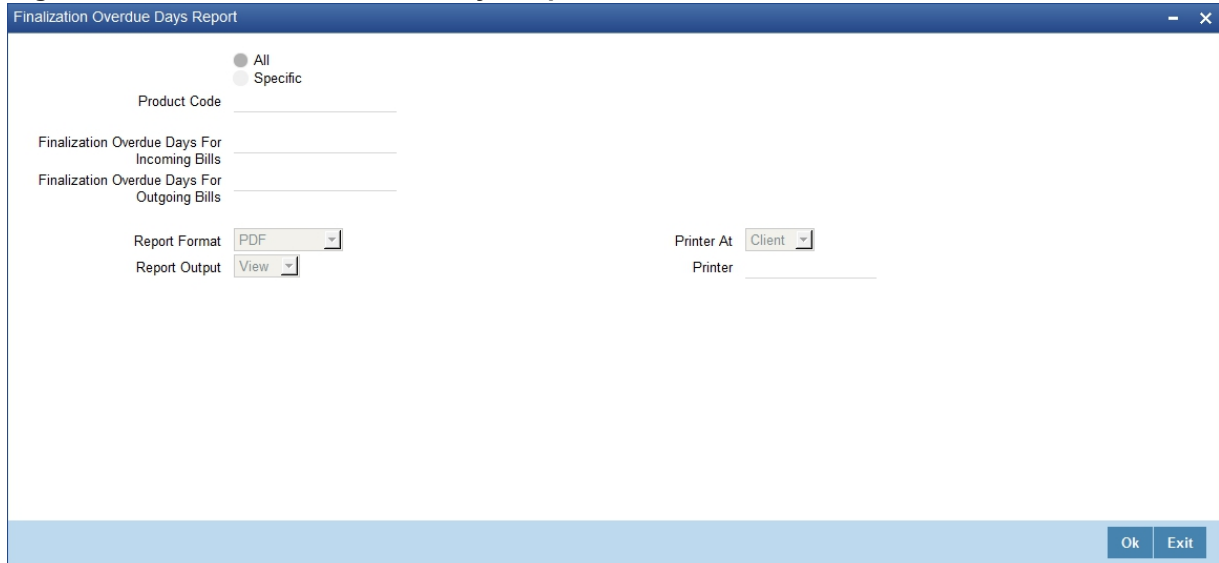 Finalization Overdue Days Report
All
Specific
Product Code
Finalization Overdue Days For
Incoming Bills
Finalization Overdue Days For
Outgoing Bills
Report Format PDF
Printer At Client
Report Output View
Printer
Ok Exit